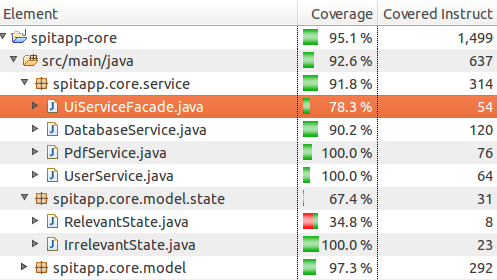 Element Coverage Covered Instruct
spitapp-core 95.1 % 1,499
src/main/java 92.6 % 637
spitapp.core.service 91.8 % 314
UiServiceFacade.java 78.3 % 54
DatabaseService.java 90.2 % 120
PdfService.java 100.0 % 76
UserService.java 100.0 % 64
spitapp.core.model.state 67.4 % 31
RelevantState.java 34.8 % 8
IrrelevantState.java 100.0 % 23
spitapp.core.model 97.3 % 292